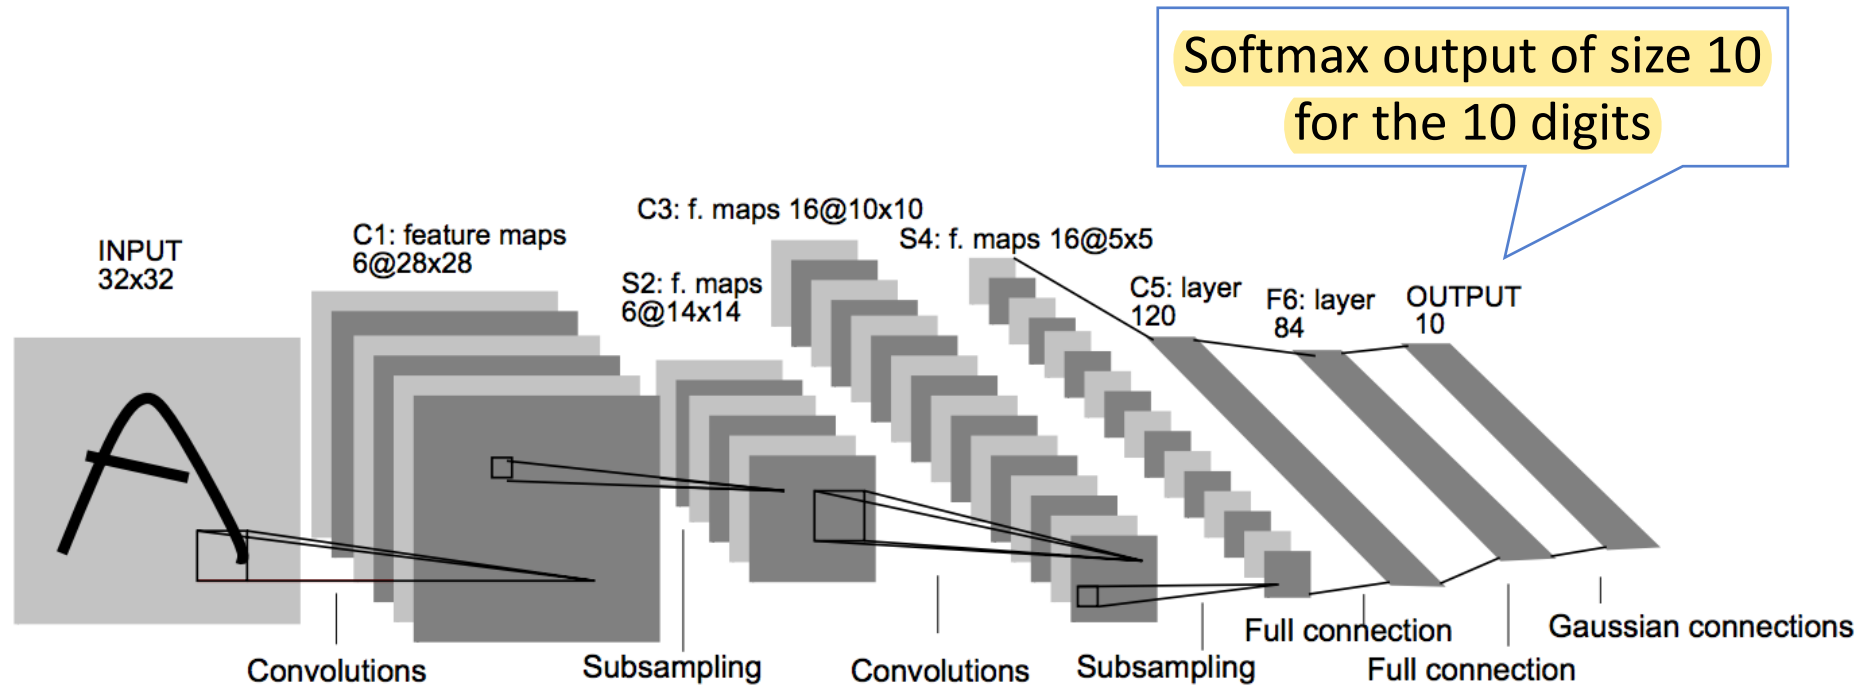 Softmax output of size 10
for the 10 digits
INPUT
32x32
C1: feature maps
6@28x28
S2: f. maps
6@14x14
C3: f. maps 16@10x10
S4: f. maps 16@5x5
C5: layer
120
F6: layer
84
OUTPUT
10
Convolutions
Subsampling
Convolutions
Subsampling
Full connection
Full connection
Gaussian connections